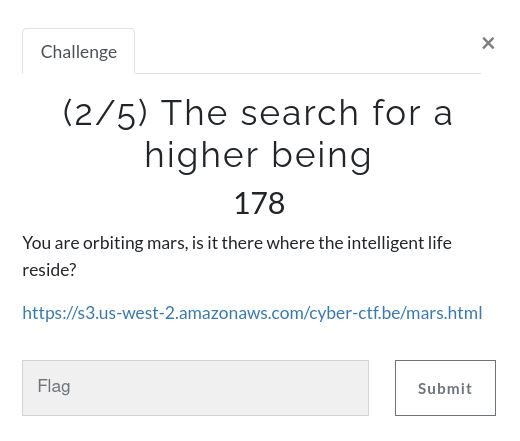 Challenge
×
(2/5) The search for a
higher being
178
You are orbiting mars, is it there where the intelligent life
reside?
https://s3.us-west-2.amazonaws.com/cyber-ctf.be/mars.html
Flag
Submit